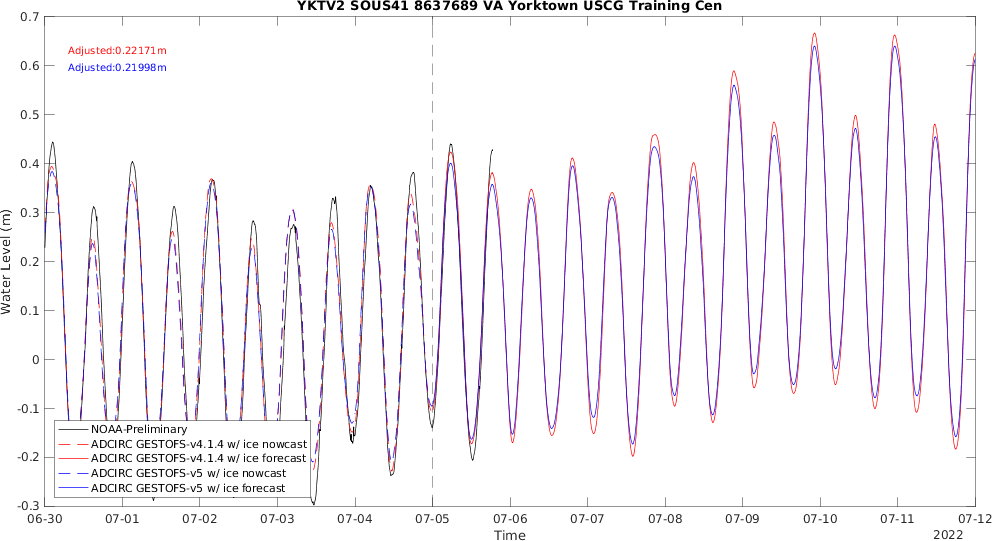 YKTV2 SOUS41 8637689 VA Yorktown USCG Training Cen
Adjusted:0.22171m
Adjusted:0.21998m
Water Level (m)
0.7
0.6
0.5
0.4
0.3
0.2
0.1
0
-0.1
-0.2
-0.3
NOAA-Preliminary
ADCIRC GESTOFS-v4.1.4 w/ ice nowcast
ADCIRC GESTOFS-v4.1.4 w/ ice forecast
ADCIRC GESTOFS-v5 w/ ice nowcast
ADCIRC GESTOFS-v5 w/ ice forecast
06-30 07-01 07-02 07-03 07-04 07-05 07-06 07-07 07-08 07-09 07-10 07-11 07-12
Time
2022